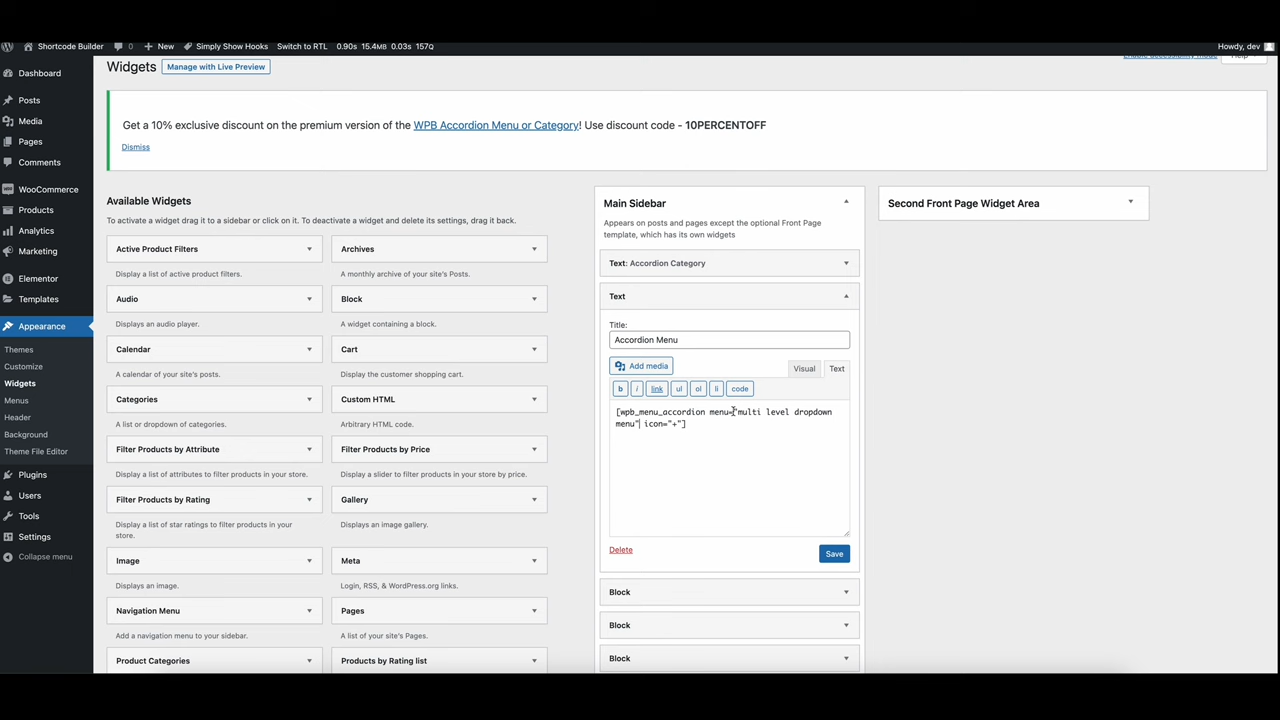 Shortcode Builder 0 New Simply Show Hooks Switch to RTL 0.90s 15.4MB 0.03s 157Q Howdy, dev
Widgets Manage with Live Preview Enable accessibility mode Help
Get a 10% exclusive discount on the premium version of the WPB Accordion Menu or Category! Use discount code - 10PERCENTOFF
Dismiss
Dashboard
Posts
Media
Pages
Comments
WooCommerce
Products
Analytics
Marketing
Elementor
Templates
Appearance
Themes
Customize
Widgets
Menus
Header
Background
Theme File Editor
Plugins
Users
Tools
Settings
Collapse menu
Available Widgets
To activate a widget drag it to a sidebar or click on it. To deactivate a widget and delete its settings, drag it back.
Active Product Filters
Display a list of active product filters.
Archives
A monthly archive of your site's Posts.
Audio
Displays an audio player.
Block
A widget containing a block.
Calendar
A calendar of your site's posts.
Cart
Display the customer shopping cart.
Categories
A list or dropdown of categories.
Custom HTML
Arbitrary HTML code.
Filter Products by Attribute
Display a list of attributes to filter products in your store.
Filter Products by Price
Display a slider to filter products in your store by price.
Filter Products by Rating
Display a list of star ratings to filter products in your
store.
Gallery
Displays an image gallery.
Image
Displays an image.
Meta
Login, RSS, & WordPress.org links.
Navigation Menu
Add a navigation menu to your sidebar.
Pages
A list of your site's Pages.
Product Categories
Products by Rating list
Main Sidebar
Appears on posts and pages except the optional Front Page
template, which has its own widgets
Text: Accordion Category
Text
Title:
Accordion Menu
Add media
Visual Text
b i link ul ol li code
[wpb_menu_accordion menu="multi level dropdown
menu" icon="+"]
Delete Save
Block
Block
Block
Second Front Page Widget Area